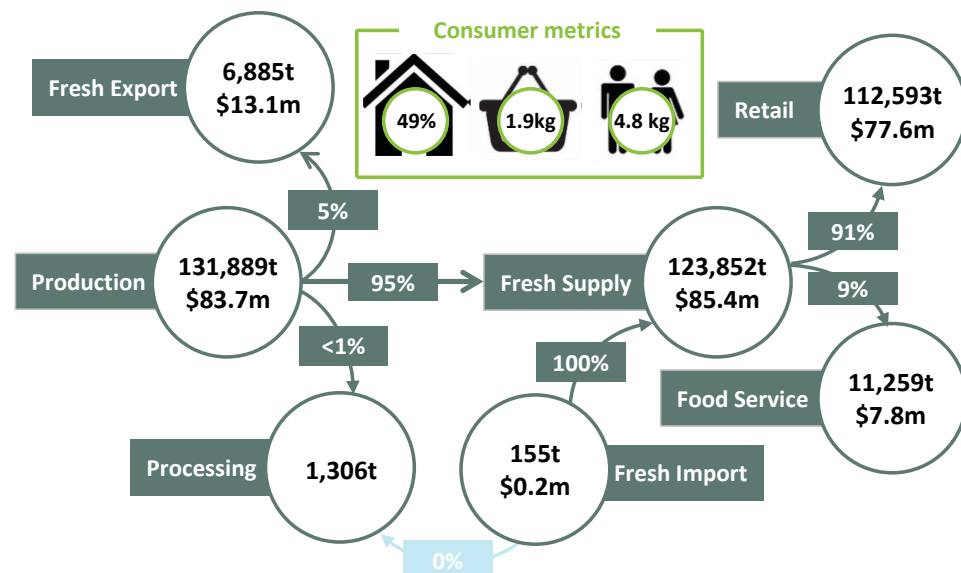 Consumer metrics
49%
1.9kg
4.8 kg
Fresh Export
6,885t
$13.1m
Retail
112,593t
$77.6m
5%
91%
Production
131,889t
$83.7m
95%
Fresh Supply
123,852t
$85.4m
9%
<1%
100%
Food Service
11,259t
$7.8m
Processing
1,306t
155t
$0.2m
Fresh Import
0%